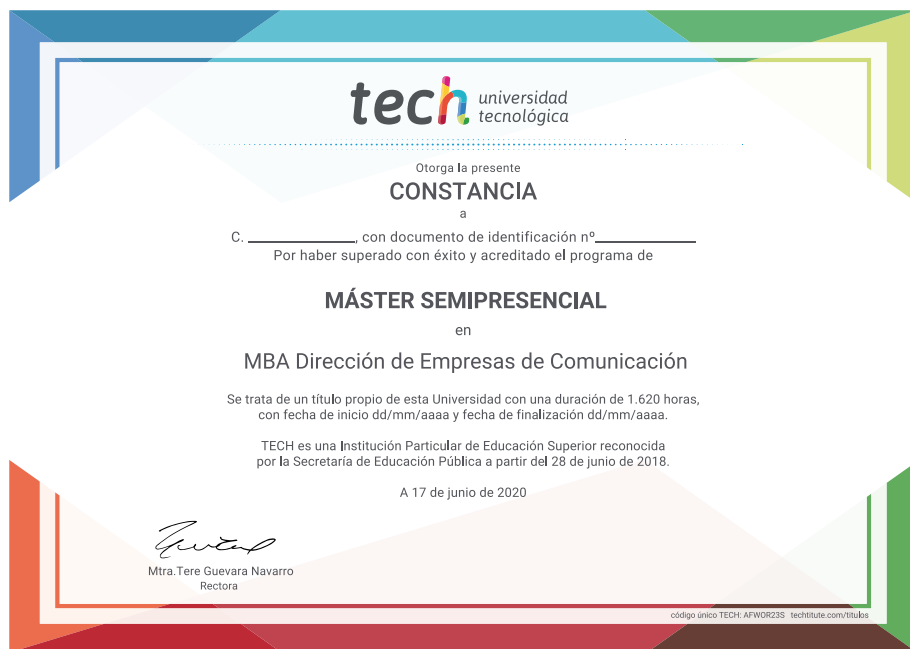 tech universidad
tecnológica
Otorga la presente
CONSTANCIA
a
C. ____________, con documento de identificación nº____________
Por haber superado con éxito y acreditado el programa de
MÁSTER SEMIPRESENCIAL
en
MBA Dirección de Empresas de Comunicación
Se trata de un título propio de esta Universidad con una duración de 1.620 horas,
con fecha de inicio dd/mm/aaaa y fecha de finalización dd/mm/aaaa.
TECH es una Institución Particular de Educación Superior reconocida
por la Secretaría de Educación Pública a partir del 28 de junio de 2018.
A 17 de junio de 2020
Mtra.Tere Guevara Navarro
Rectora
código único TECH: AFWOR23S techtitute.com/titulos